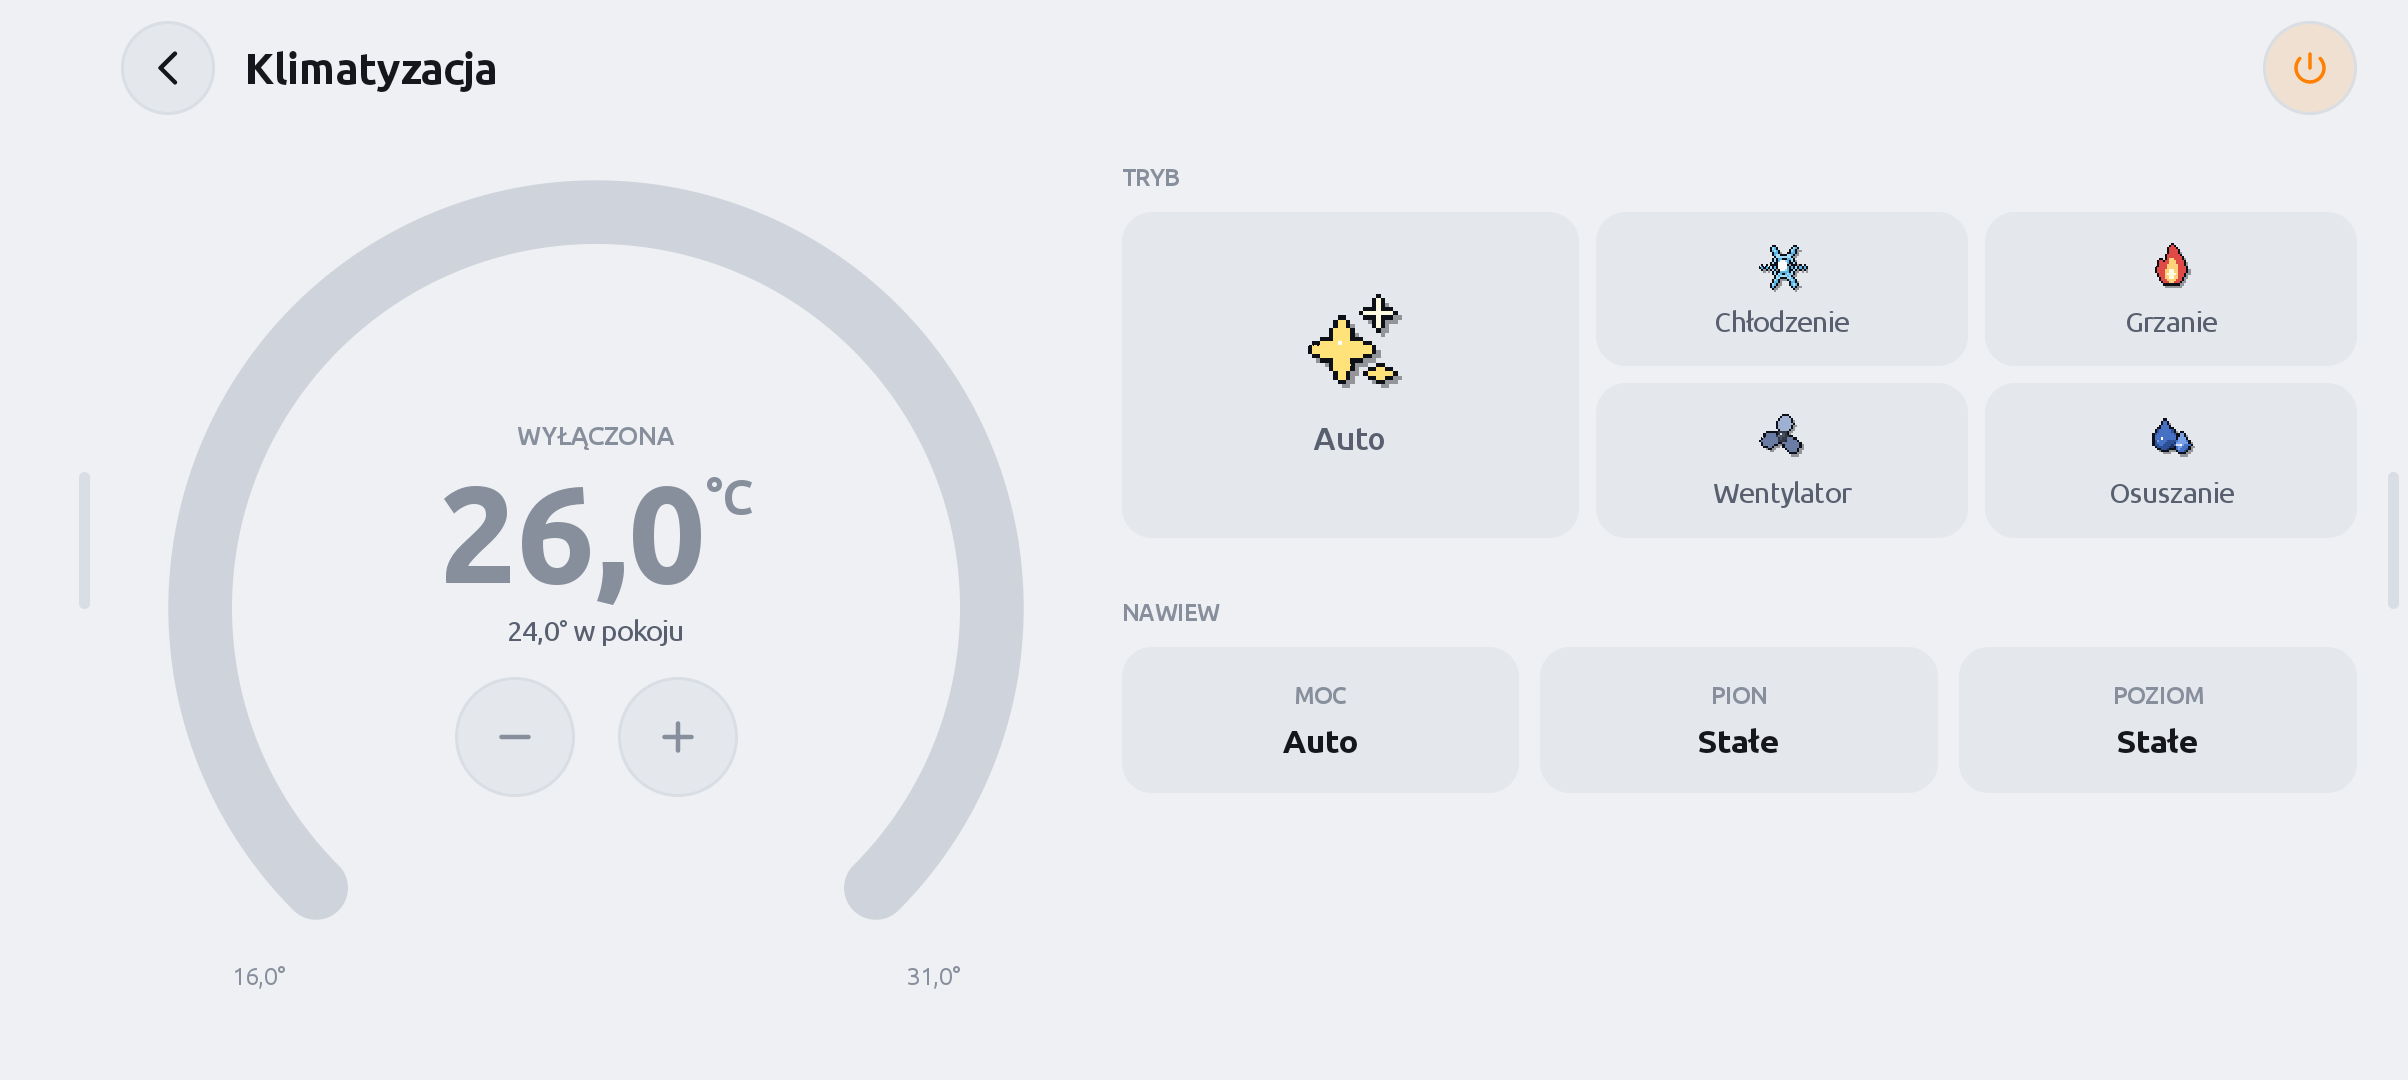 Klimatyzacja
WYŁĄCZONA
26,0°C
24,0° w pokoju
16,0°
31,0°
TRYB
Auto
Chłodzenie
Grzanie
Wentylator
Osuszanie
NAWIEW
MOC
Auto
PION
Stałe
POZIOM
Stałe